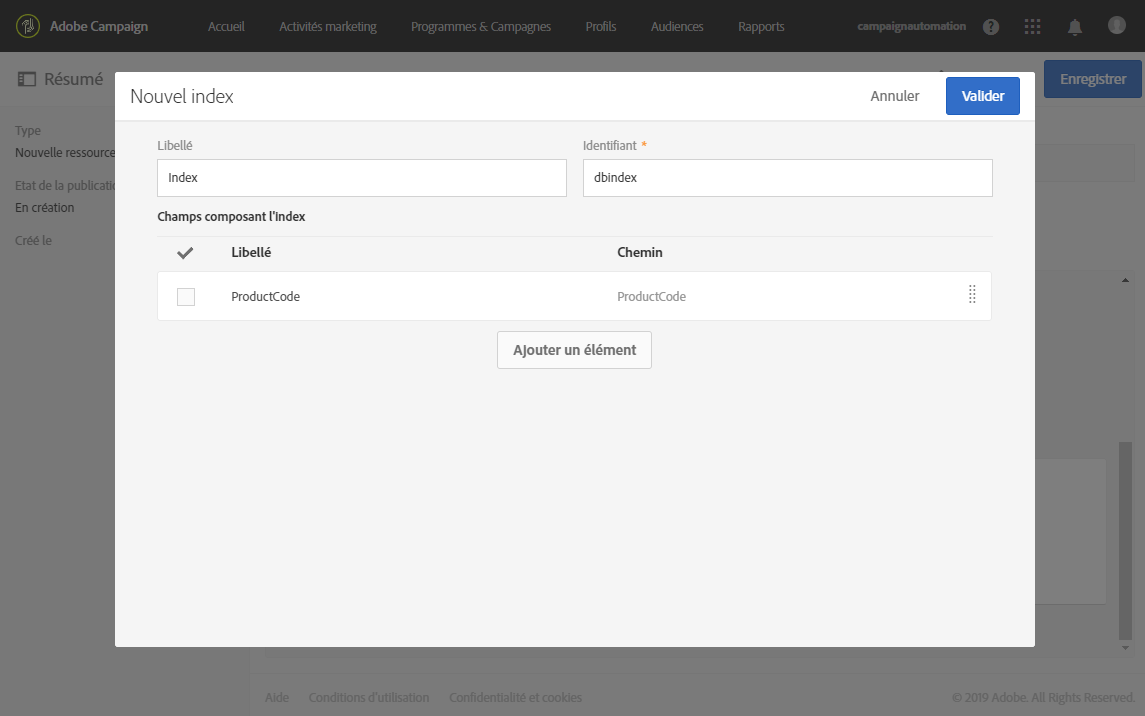 Adobe Campaign
Accueil
Activités marketing
Programmes & Campagnes
Profils
Audiences
Rapports
campaignautomation
Résumé
Enregistrer
Nouvel index
Annuler
Valider
Type
Nouvelle ressource
Etat de la publicatio
En création
Créé le
Libellé
Identifiant *
Index
dbindex
Champs composant l'index
Libellé
Chemin
ProductCode
ProductCode
Ajouter un élément
Aide
Conditions d'utilisation
Confidentialité et cookies
© 2019 Adobe. All Rights Reserved.